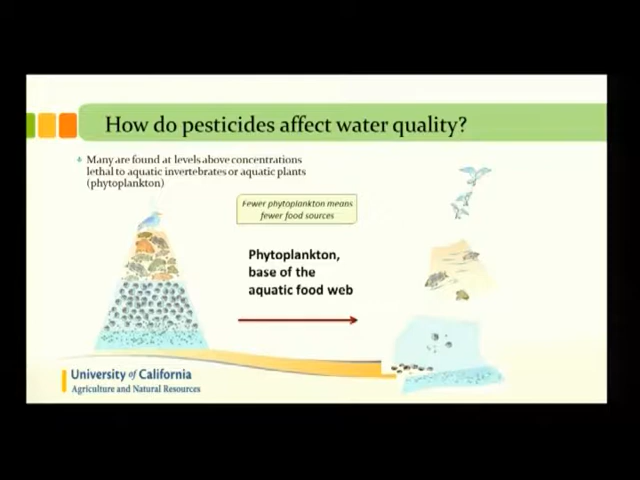 How do pesticides affect water quality?
Many are found at levels above concentrations
lethal to aquatic invertebrates or aquatic plants
(phytoplankton)
Fewer phytoplankton means
fewer food sources
Phytoplankton,
base of the
aquatic food web
University of California
Agriculture and Natural Resources